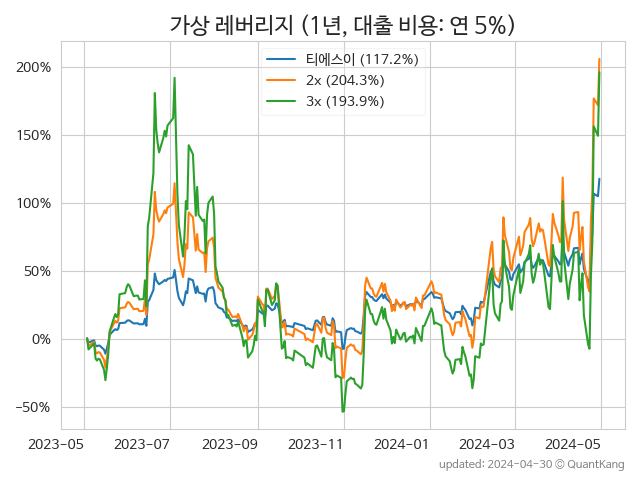 가상 레버리지 (1년, 대출 비용: 연 5%)
티에스이 (117.2%)
2x (204.3%)
3x (193.9%)
200%
150%
100%
50%
0%
−50%
2023-05
2023-07
2023-09
2023-11
2024-01
2024-03
2024-05
updated: 2024-04-30 © QuantKang